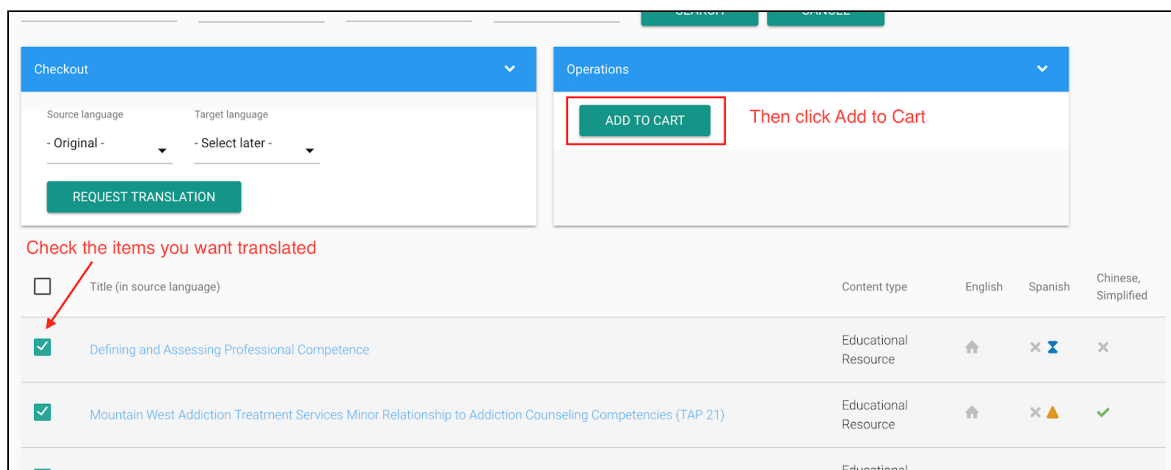 SEARCH
CANCEL
Checkout
Operations
Source language
Target language
- Original -
- Select later -
REQUEST TRANSLATION
ADD TO CART
Then click Add to Cart
Check the items you want translated
Title (in source language)
Content type
English
Spanish
Chinese,
Simplified
Defining and Assessing Professional Competence
Educational
Resource
Mountain West Addiction Treatment Services Minor Relationship to Addiction Counseling Competencies (TAP 21)
Educational
Resource
Educational